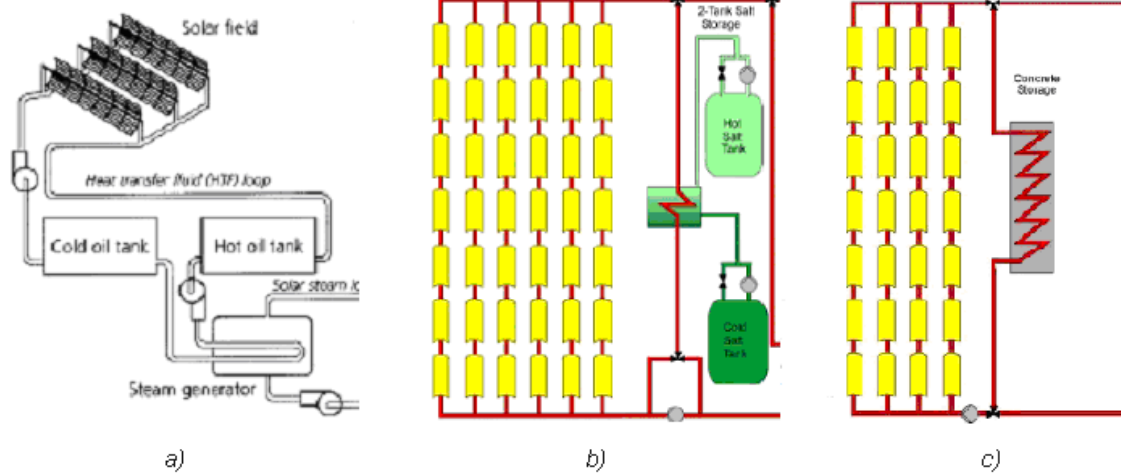 Solar field
Heat transfer fluid (HTF) loop
Cold oil tank
Hot oil tank
Solar steam lo
Steam generator
a)
2-Tank Salt
Storage
Hot
Salt
Tank
Cold
Salt
Tank
b)
Concrete
Storage
c)